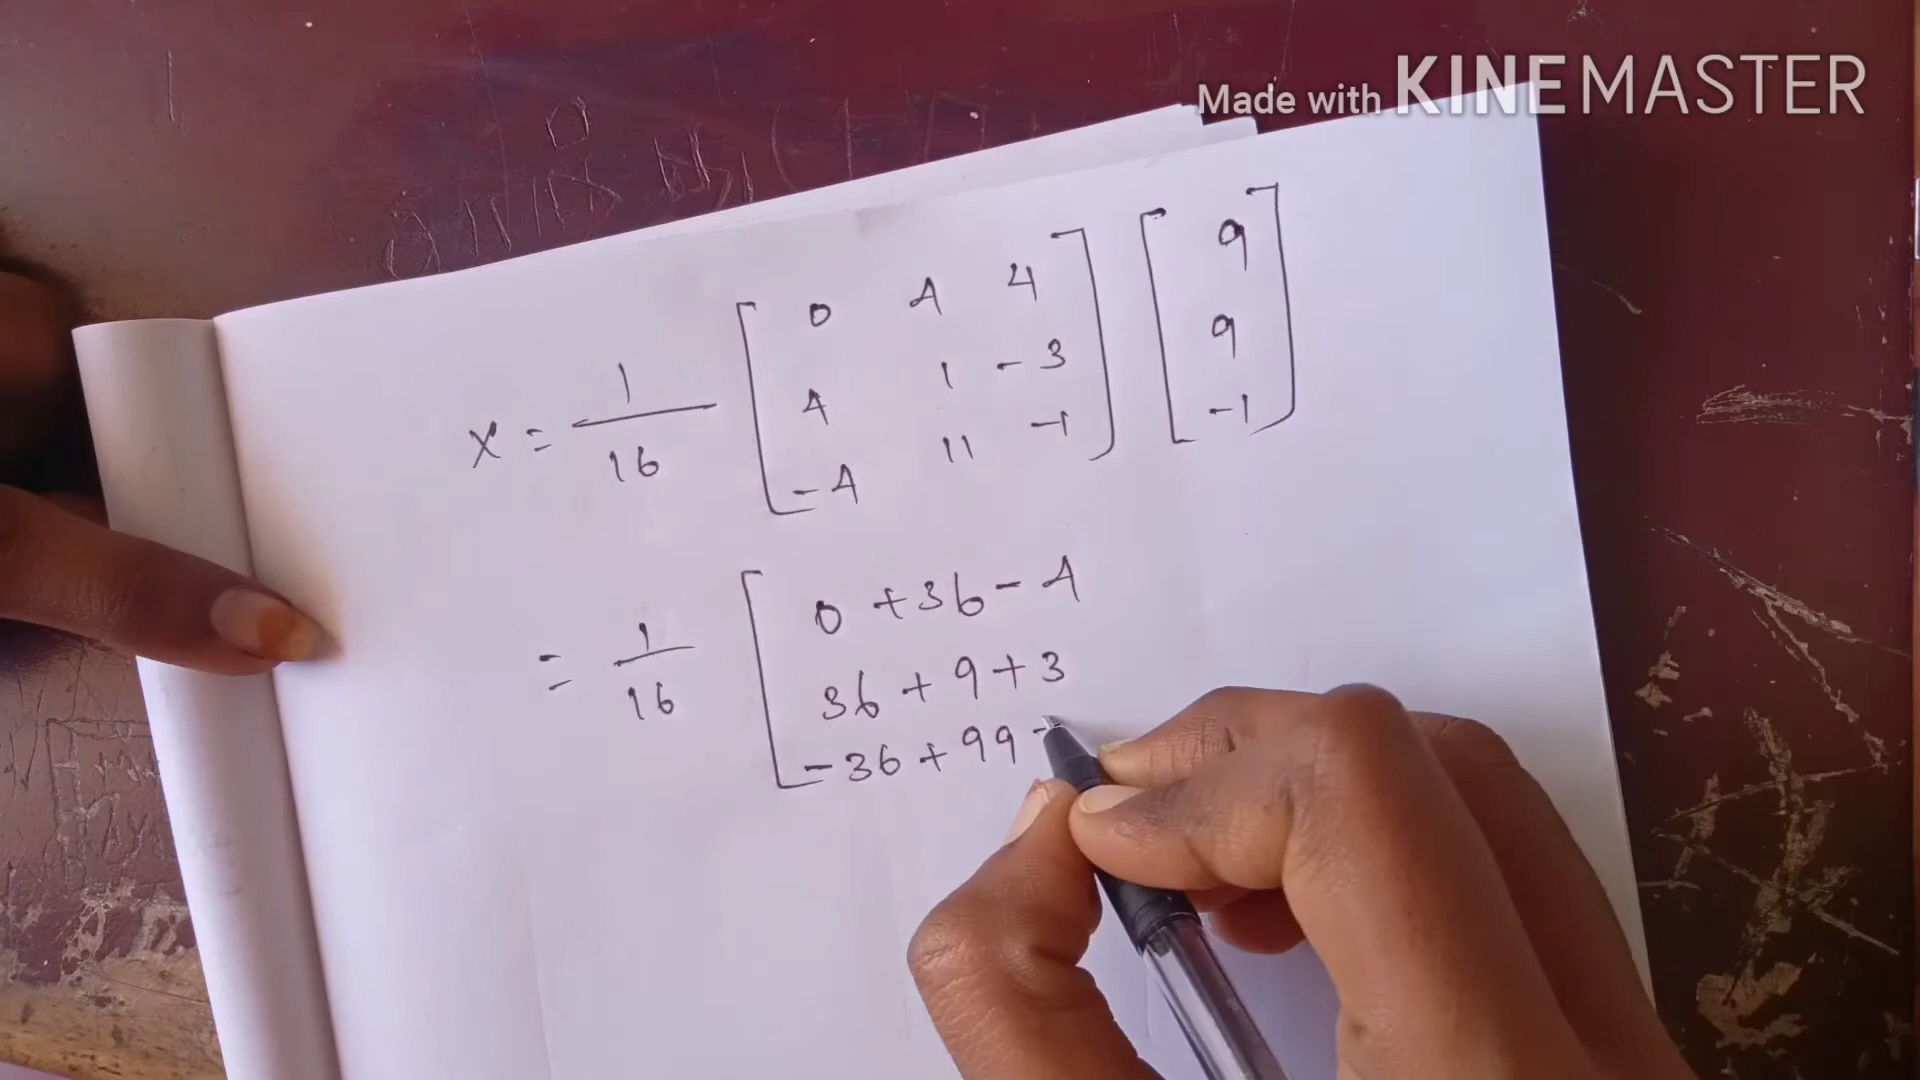 Made with KINEMASTER
X = 1/16 [0 4 4
4 1 -3
-4 11 -1] [9
9
-1]
= 1/16 [0 + 36 - 4
36 + 9 + 3
-36 + 99